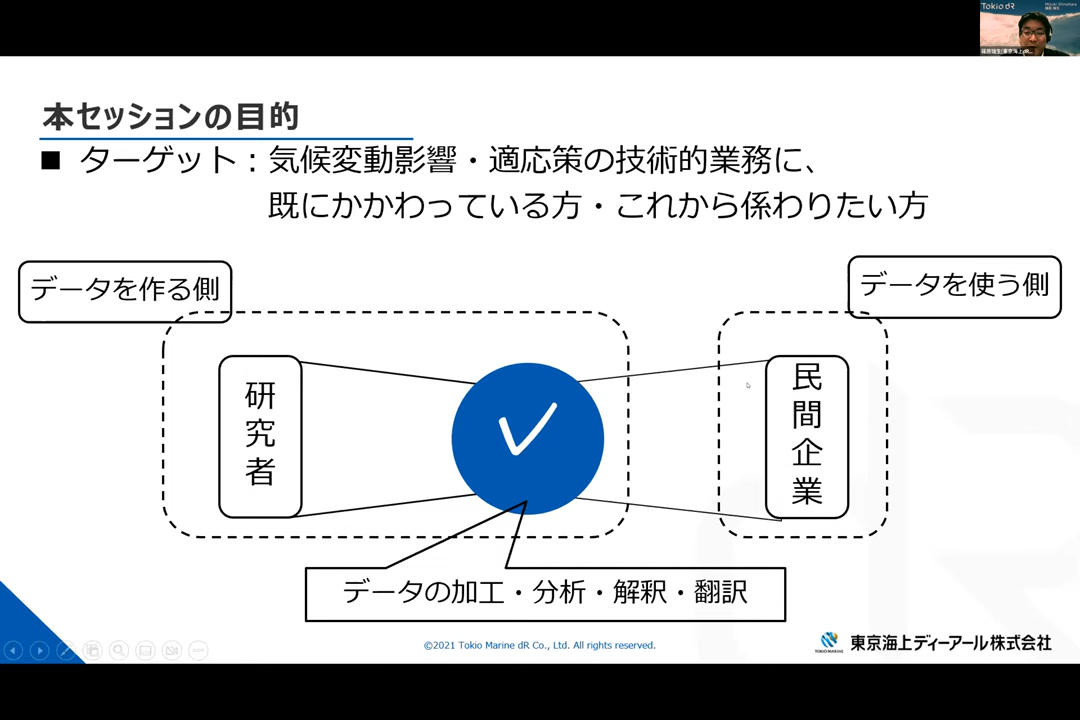 Tokio dR
Mizuki Shinohara
本セッションの目的
■ ターゲット：気候変動影響・適応策の技術的業務に、
既にかかわっている方・これから係わりたい方
データを作る側
データを使う側
研究者
民間企業
データの加工・分析・解釈・翻訳
©2021 Tokio Marine dR Co., Ltd. All rights reserved.
TOKIO MARINE
東京海上ディーアール株式会社